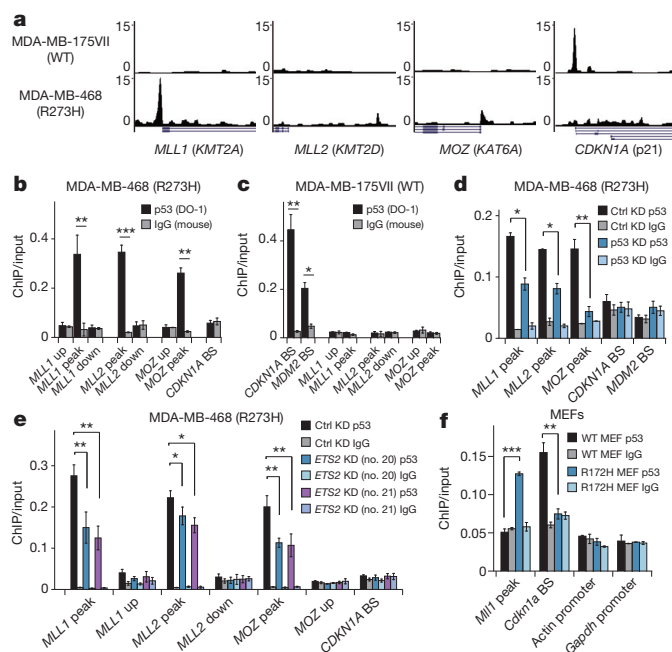 a
MDA-MB-175VII
(WT)
15
0
15
0
15
0
15
0
MDA-MB-468
(R273H)
15
0
15
0
15
0
15
0
MLL1 (KMT2A)
MLL2 (KMT2D)
MOZ (KAT6A)
CDKN1A (p21)
b
MDA-MB-468 (R273H)
ChIP/input
0.4
0.2
0
p53 (DO-1)
IgG (mouse)
**
***
**
MLL1 up
MLL1 peak
MLL1 down
MLL2 peak
MLL2 down
MOZ up
MOZ peak
CDKN1A BS
c
MDA-MB-175VII (WT)
ChIP/input
0.4
0.2
0
p53 (DO-1)
IgG (mouse)
**
*
CDKN1A BS
MDM2 BS
MLL1 up
MLL1 peak
MLL2 peak
MLL2 down
MOZ up
MOZ peak
d
MDA-MB-468 (R273H)
ChIP/input
0.2
0.15
0.1
0.05
0
Ctrl KD p53
Ctrl KD IgG
p53 KD p53
p53 KD IgG
*
*
**
MLL1 peak
MLL2 peak
MOZ peak
CDKN1A BS
MDM2 BS
e
MDA-MB-468 (R273H)
ChIP/input
0.3
0.2
0.1
0
Ctrl KD p53
Ctrl KD IgG
ETS2 KD (no. 20) p53
ETS2 KD (no. 20) IgG
ETS2 KD (no. 21) p53
ETS2 KD (no. 21) IgG
**
**
*
*
**
**
MLL1 peak
MLL1 up
MLL2 peak
MLL2 down
MOZ peak
MOZ up
CDKN1A BS
f
MEFs
ChIP/input
0.20
0.15
0.10
0.05
0
WT MEF p53
WT MEF IgG
R172H MEF p53
R172H MEF IgG
***
**
Mll1 peak
Cdkn1a BS
Actin promoter
Gapdh promoter